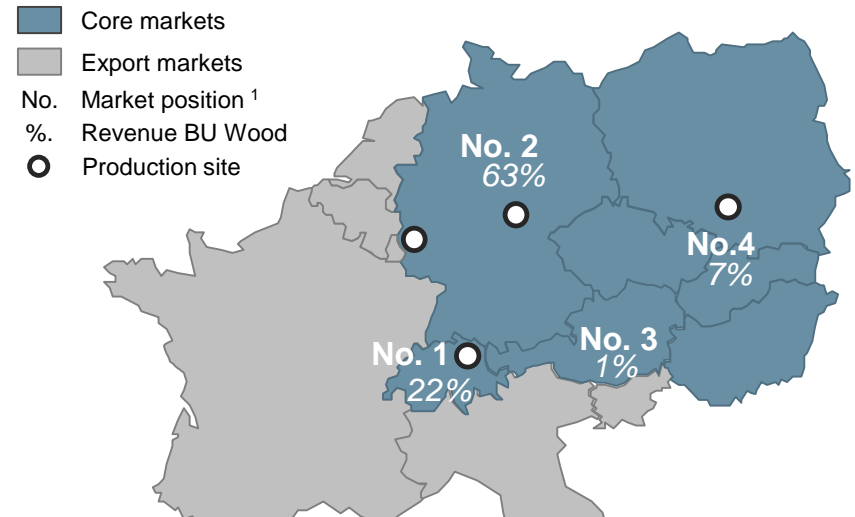 Core markets
Export markets
No. Market position ¹
%. Revenue BU Wood
Production site
No. 2
63%
No.4
7%
No. 3
1%
No. 1
22%